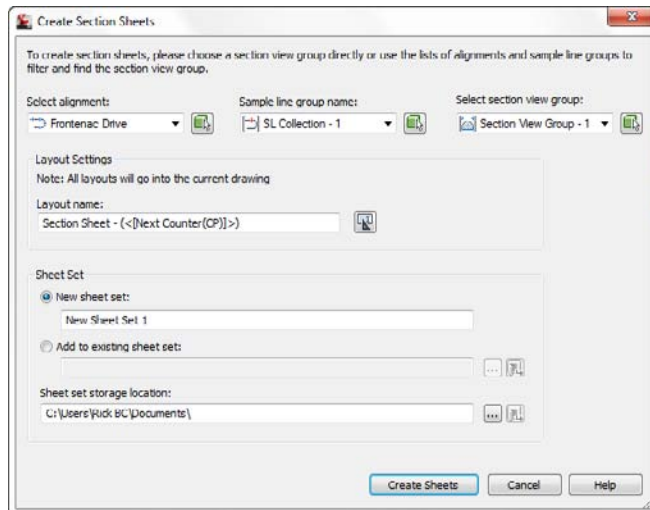 Create Section Sheets
To create section sheets, please choose a section view group directly or use the lists of alignments and sample line groups to
filter and find the section view group.
Select alignment:
Sample line group name:
Select section view group:
Frontenac Drive
SL Collection - 1
Section View Group - 1
Layout Settings
Note: All layouts will go into the current drawing
Layout name:
Section Sheet - (<[Next Counter(CP)]>)
Sheet Set
New sheet set:
New Sheet Set 1
Add to existing sheet set:
...
Sheet set storage location:
C:\Users\Rick BC\Documents\
...
Create Sheets
Cancel
Help